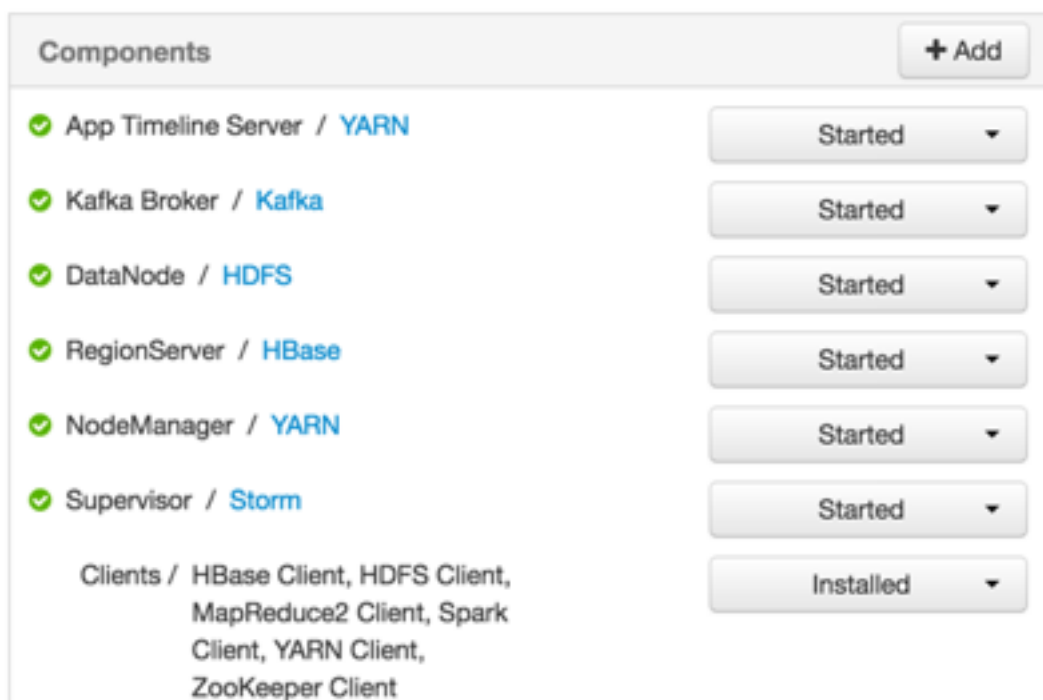 Components
+ Add
App Timeline Server / YARN
Started
Kafka Broker / Kafka
Started
DataNode / HDFS
Started
RegionServer / HBase
Started
NodeManager / YARN
Started
Supervisor / Storm
Started
Clients / HBase Client, HDFS Client,
MapReduce2 Client, Spark
Client, YARN Client,
ZooKeeper Client
Installed